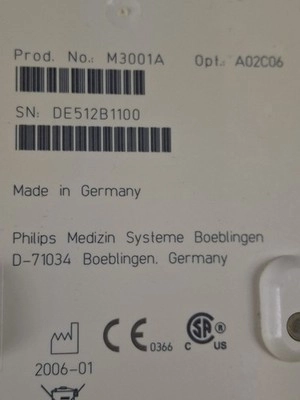 Prod. No.: M3001A Opt.: A02C06
SN: DE512B1100
Made in Germany
Philips Medizin Systeme Boeblingen
D-71034 Boeblingen. Germany
CE 0366
SA ®
C US
2006-01